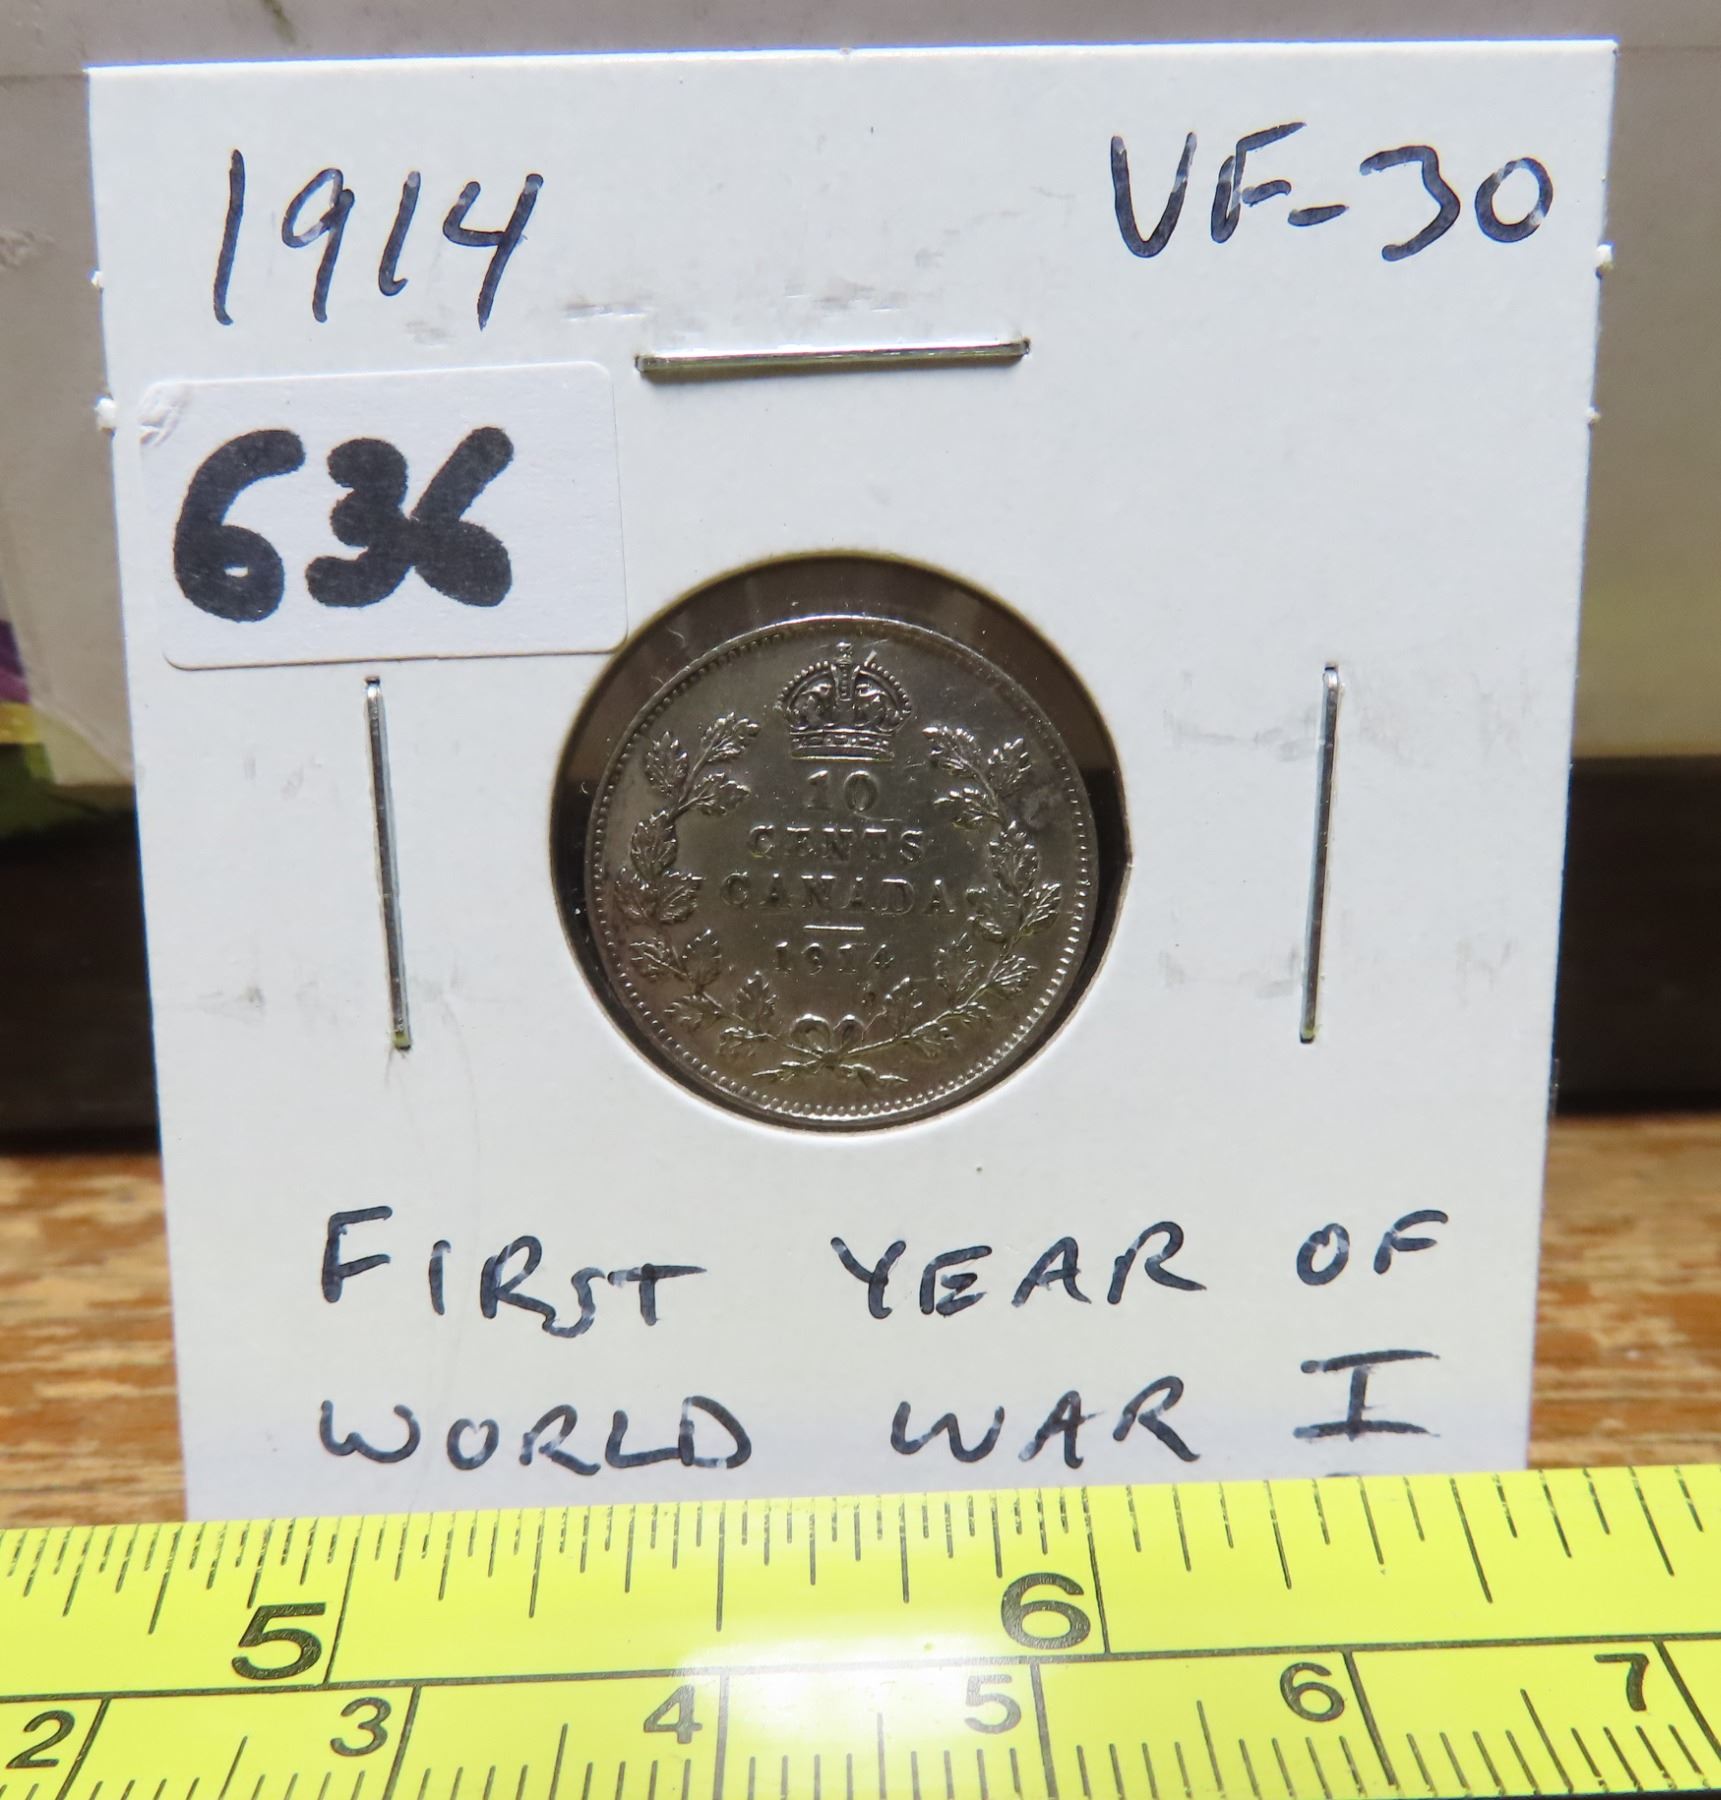 1914 VF-30
636
10
CENTS
CANADA
1914
FIRST YEAR OF
WORLD WAR I
5 6
2 3 4 5 6 7